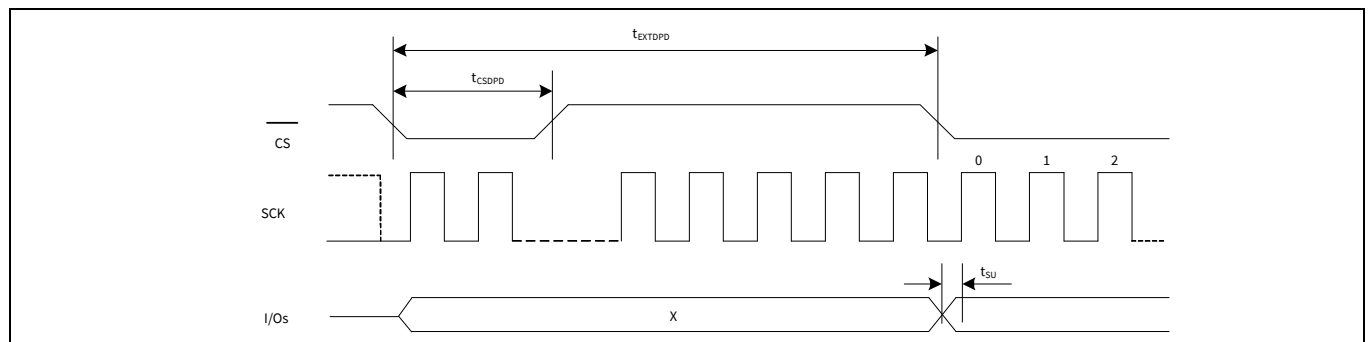 tEXTDPD
tCSDPD
CS
0 1 2
SCK
tSU
I/Os
X